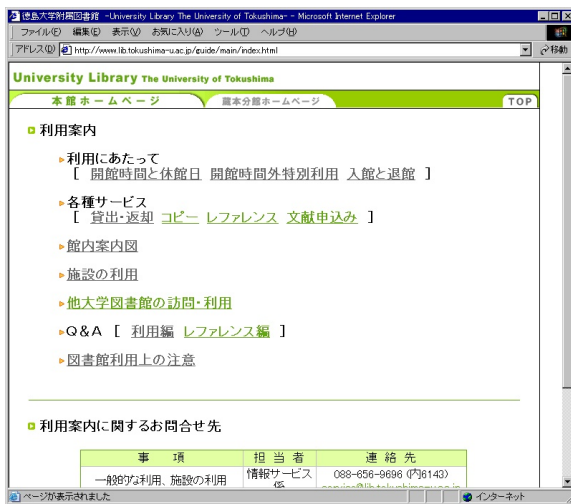 徳島大学附属図書館 -University Library The University of Tokushima- - Microsoft Internet Explorer
ファイル(F) 編集(E) 表示(V) お気に入り(A) ツール(T) ヘルプ(H)
アドレス(D) http://www.lib.tokushima-u.ac.jp/guide/main/index.html 移動
University Library The University of Tokushima
本館ホームページ 蔵本分館ホームページ TOP
利用案内
利用にあたって
[ 開館時間と休館日 開館時間外特別利用 入館と退館 ]
各種サービス
[ 貸出・返却 コピー レファレンス 文献申込み ]
館内案内図
施設の利用
他大学図書館の訪問・利用
Q&A [ 利用編 レファレンス編 ]
図書館利用上の注意
利用案内に関するお問合せ先
事 項 担 当 者 連 絡 先
一般的な利用、施設の利用 情報サービス係 088-656-9696 (内6143)
ページが表示されました インターネット